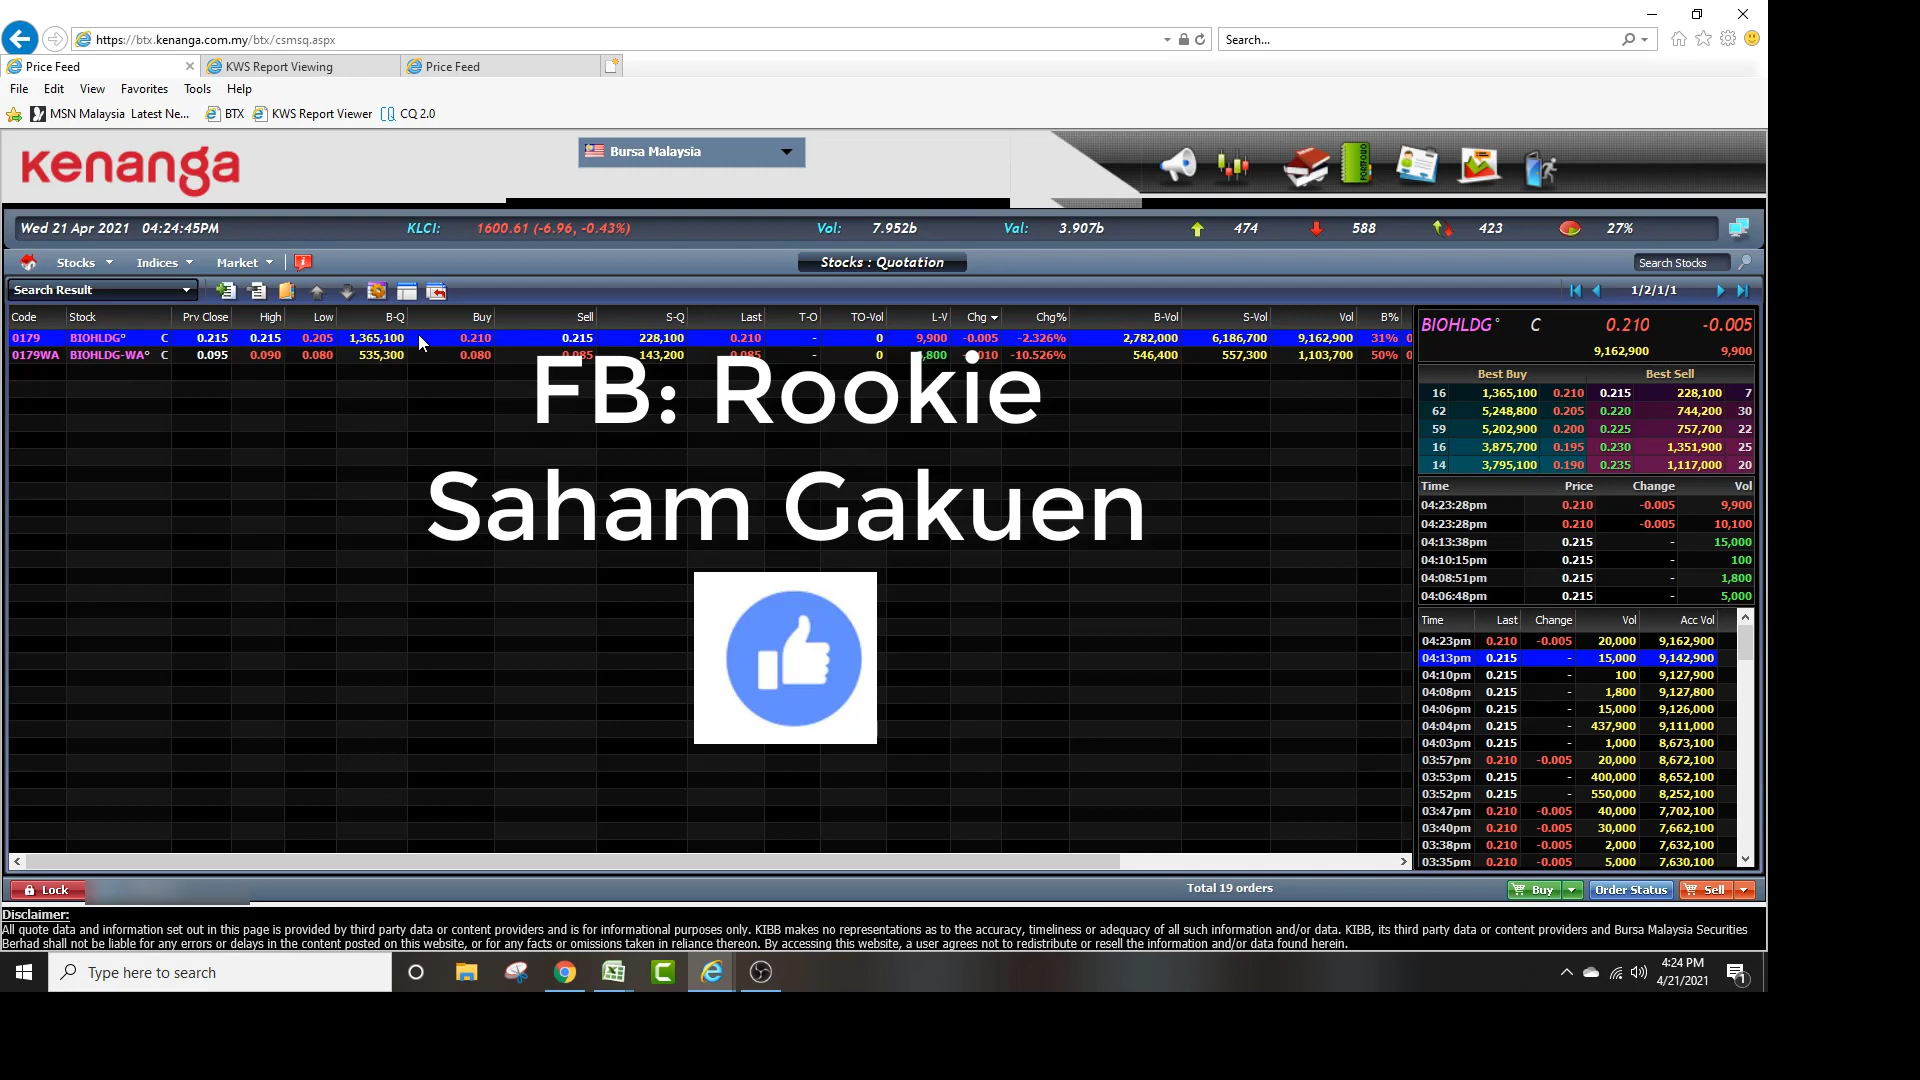 https://btx.kenanga.com.my/btx/csmsq.aspx Search...
Price Feed KWS Report Viewing Price Feed
File Edit View Favorites Tools Help
MSN Malaysia Latest Ne... BTX KWS Report Viewer CQ 2.0
kenanga
Bursa Malaysia
PORTFOLIO
Wed 21 Apr 2021 04:24:45PM KLCI: 1600.61 (-6.96, -0.43%) Vol: 7.952b Val: 3.907b 474 588 423 27%
Stocks Indices Market Stocks : Quotation Search Stocks
Search Result 1/2/1/1
Code Stock Prv Close High Low B-Q Buy Sell S-Q Last T-O TO-Vol L-V Chg Chg% B-Vol S-Vol Vol B%
0179 BIOHLDG° C 0.215 0.215 0.205 1,365,100 0.210 0.215 228,100 0.210 - 0 9,900 -0.005 -2.326% 2,782,000 6,186,700 9,162,900 31% 0
0179WA BIOHLDG-WA° C 0.095 0.090 0.080 535,300 0.080 0.085 143,200 0.085 - 0 -10.526% 546,400 557,300 1,103,700 50% 0
FB: Rookie
Saham Gakuen
BIOHLDG° C 0.210 -0.005
9,162,900 9,900
Best Buy Best Sell
16 1,365,100 0.210 0.215 228,100 7
62 5,248,800 0.205 0.220 744,200 30
59 5,202,900 0.200 0.225 757,700 22
16 3,875,700 0.195 0.230 1,351,900 25
14 3,795,100 0.190 0.235 1,117,000 20
Time Price Change Vol
04:23:28pm 0.210 -0.005 9,900
04:23:28pm 0.210 -0.005 10,100
04:13:38pm 0.215 - 15,000
04:10:15pm 0.215 - 100
04:08:51pm 0.215 - 1,800
04:06:48pm 0.215 - 5,000
Time Last Change Vol Acc Vol
04:23pm 0.210 -0.005 20,000 9,162,900
04:13pm 0.215 - 15,000 9,142,900
04:10pm 0.215 - 100 9,127,900
04:08pm 0.215 - 1,800 9,127,800
04:06pm 0.215 - 15,000 9,126,000
04:04pm 0.215 - 437,900 9,111,000
04:03pm 0.215 - 1,000 8,673,100
03:57pm 0.210 -0.005 20,000 8,672,100
03:53pm 0.215 - 400,000 8,652,100
03:52pm 0.215 - 550,000 8,252,100
03:47pm 0.210 -0.005 40,000 7,702,100
03:40pm 0.210 -0.005 30,000 7,662,100
03:38pm 0.210 -0.005 2,000 7,632,100
03:35pm 0.210 -0.005 5,000 7,630,100
Lock Total 19 orders Buy Order Status Sell
Disclaimer:
All quote data and information set out in this page is provided by third party data or content providers and is for informational purposes only. KIBB makes no representations as to the accuracy, timeliness or adequacy of all such information and/or data. KIBB, its third party data or content providers and Bursa Malaysia Securities
Berhad shall not be liable for any errors or delays in the content posted on this website, or for any facts or omissions taken in reliance thereon. By accessing this website, a user agrees not to redistribute or resell the information and/or data found herein.
Type here to search 4:24 PM
4/21/2021
1